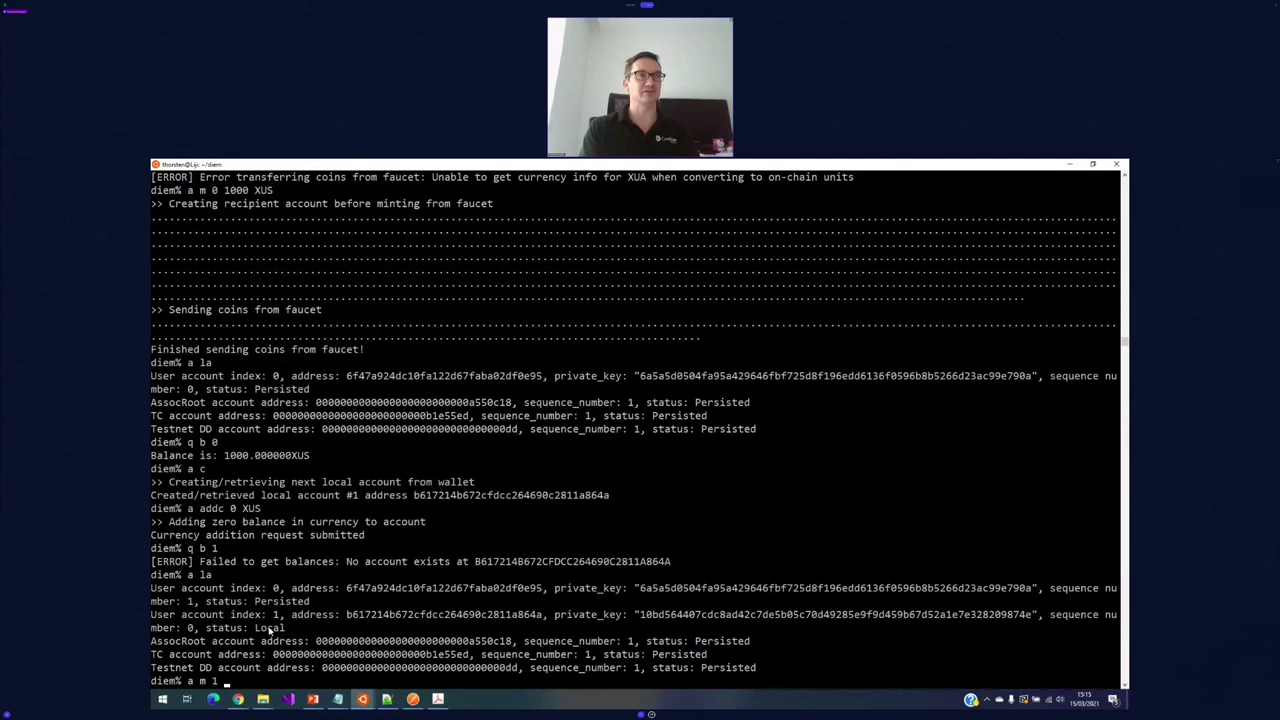 thorsten@Lij: ~/diem
[ERROR] Error transferring coins from faucet: Unable to get currency info for XUA when converting to on-chain units
diem% a m 0 1000 XUS
>> Creating recipient account before minting from faucet
>> Sending coins from faucet
Finished sending coins from faucet!
diem% a la
User account index: 0, address: 6f47a924dc10fa122d67faba02df0e95, private_key: "6a5a5d0504fa95a429646fbf725d8f196edd6136f0596b8b5266d23ac99e790a", sequence nu
mber: 0, status: Persisted
AssocRoot account address: 0000000000000000000000000a550c18, sequence_number: 1, status: Persisted
TC account address: 0000000000000000000000000b1e55ed, sequence_number: 1, status: Persisted
Testnet DD account address: 000000000000000000000000000000dd, sequence_number: 1, status: Persisted
diem% q b 0
Balance is: 1000.000000XUS
diem% a c
>> Creating/retrieving next local account from wallet
Created/retrieved local account #1 address b617214b672cfdcc264690c2811a864a
diem% a addc 0 XUS
>> Adding zero balance in currency to account
Currency addition request submitted
diem% q b 1
[ERROR] Failed to get balances: No account exists at B617214B672CFDCC264690C2811A864A
diem% a la
User account index: 0, address: 6f47a924dc10fa122d67faba02df0e95, private_key: "6a5a5d0504fa95a429646fbf725d8f196edd6136f0596b8b5266d23ac99e790a", sequence nu
mber: 1, status: Persisted
User account index: 1, address: b617214b672cfdcc264690c2811a864a, private_key: "10bd564407cdc8ad42c7de5b05c70d49285e9f9d459b67d52a1e7e328209874e", sequence nu
mber: 0, status: Local
AssocRoot account address: 0000000000000000000000000a550c18, sequence_number: 1, status: Persisted
TC account address: 0000000000000000000000000b1e55ed, sequence_number: 1, status: Persisted
Testnet DD account address: 000000000000000000000000000000dd, sequence_number: 1, status: Persisted
diem% a m 1
15:15
15/03/2021